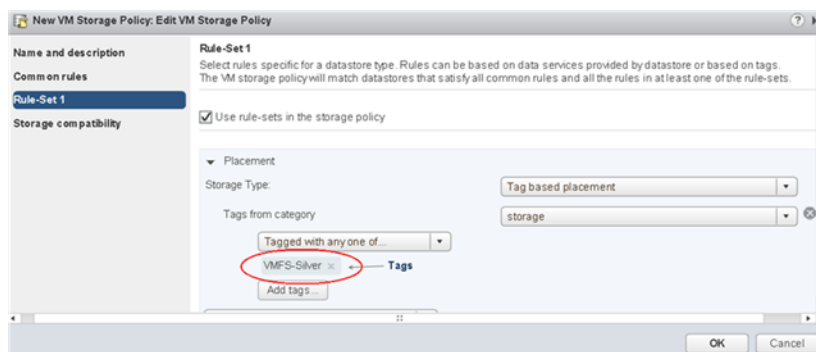 New VM Storage Policy: Edit VM Storage Policy
?
Name and description
Common rules
Rule-Set 1
Storage compatibility
Rule-Set 1
Select rules specific for a datastore type. Rules can be based on data services provided by datastore or based on tags.
The VM storage policy will match datastores that satisfy all common rules and all the rules in at least one of the rule-sets.
Use rule-sets in the storage policy
Placement
Storage Type:
Tag based placement
Tags from category
storage
Tagged with any one of...
VMFS-Silver ×
Tags
Add tags...
OK
Cancel